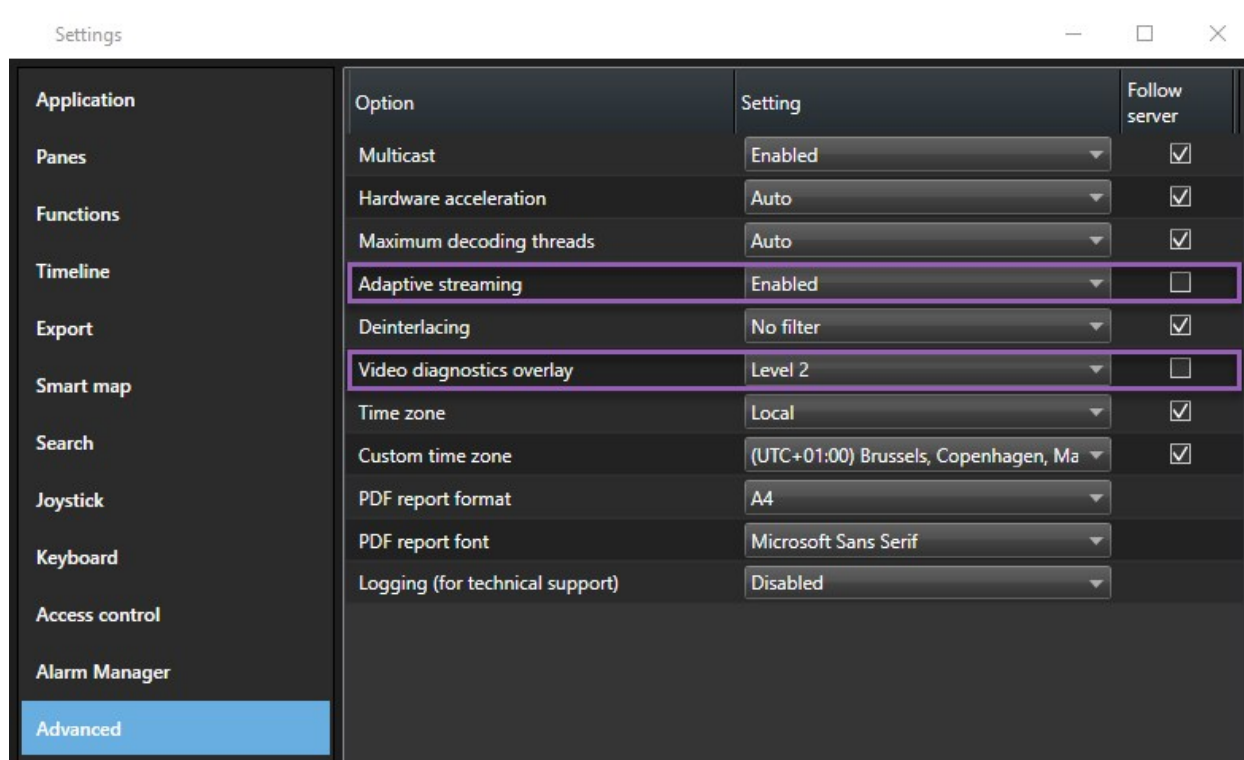 Settings
Application
Panes
Functions
Timeline
Export
Smart map
Search
Joystick
Keyboard
Access control
Alarm Manager
Advanced
Option Setting Follow server
Multicast Enabled
Hardware acceleration Auto
Maximum decoding threads Auto
Adaptive streaming Enabled
Deinterlacing No filter
Video diagnostics overlay Level 2
Time zone Local
Custom time zone (UTC+01:00) Brussels, Copenhagen, Ma
PDF report format A4
PDF report font Microsoft Sans Serif
Logging (for technical support) Disabled